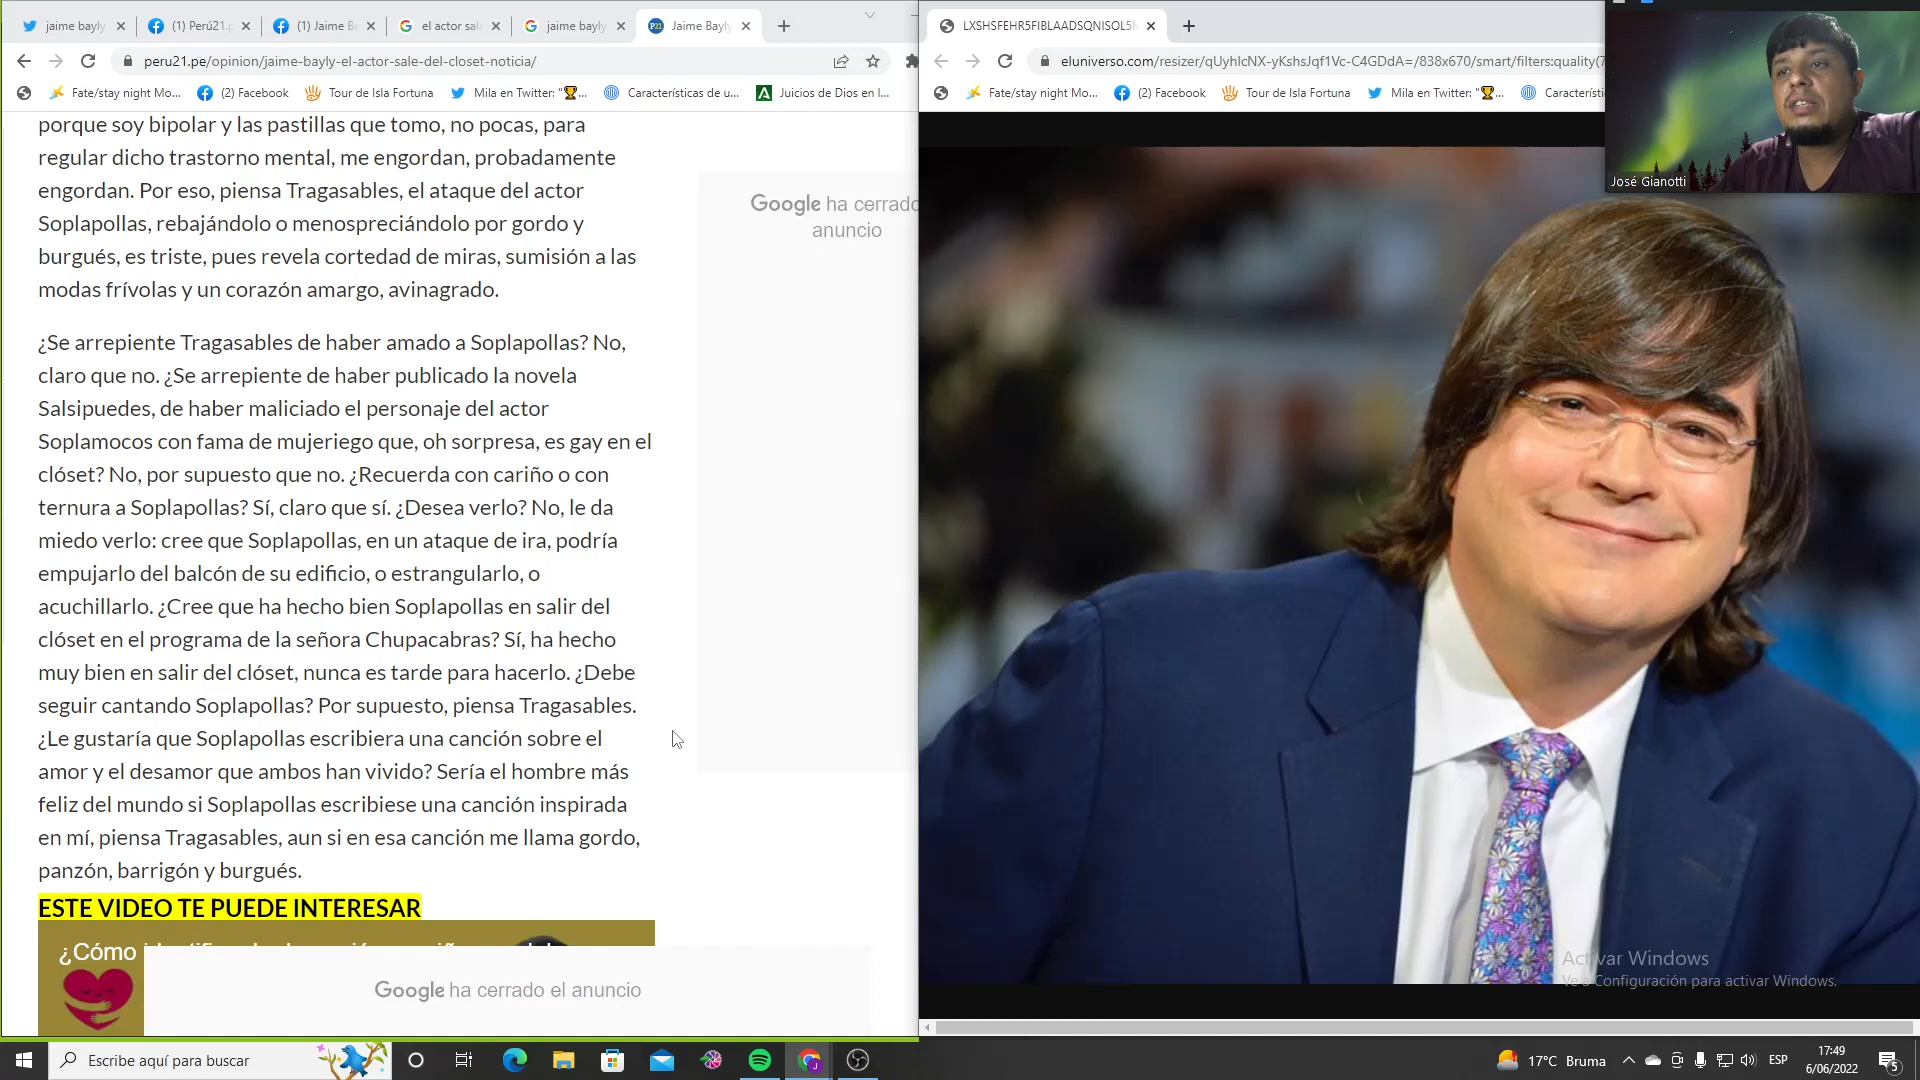 jaime bayly
(1) Perú21.p
(1) Jaime Ba
el actor sal
jaime bayly
P21 Jaime Bayly
LXSHSFEHR5FIBLAADSQNISOL5
peru21.pe/opinion/jaime-bayly-el-actor-sale-del-closet-noticia/
eluniverso.com/resizer/qUyhlcNX-yKshsJqf1Vc-C4GDdA=/838x670/smart/filters:quality(7
Fate/stay night Mo...
(2) Facebook
Tour de Isla Fortuna
Mila en Twitter: "🏆...
Características de u...
Juicios de Dios en l...
Fate/stay night Mo...
(2) Facebook
Tour de Isla Fortuna
Mila en Twitter: "🏆...
Característi
José Gianotti
porque soy bipolar y las pastillas que tomo, no pocas, para
regular dicho trastorno mental, me engordan, probadamente
engordan. Por eso, piensa Tragasables, el ataque del actor
Soplapollas, rebajándolo o menospreciándolo por gordo y
burgués, es triste, pues revela cortedad de miras, sumisión a las
modas frívolas y un corazón amargo, avinagrado.
¿Se arrepiente Tragasables de haber amado a Soplapollas? No,
claro que no. ¿Se arrepiente de haber publicado la novela
Salsipuedes, de haber maliciado el personaje del actor
Soplamocos con fama de mujeriego que, oh sorpresa, es gay en el
clóset? No, por supuesto que no. ¿Recuerda con cariño o con
ternura a Soplapollas? Sí, claro que sí. ¿Desea verlo? No, le da
miedo verlo: cree que Soplapollas, en un ataque de ira, podría
empujarlo del balcón de su edificio, o estrangularlo, o
acuchillarlo. ¿Cree que ha hecho bien Soplapollas en salir del
clóset en el programa de la señora Chupacabras? Sí, ha hecho
muy bien en salir del clóset, nunca es tarde para hacerlo. ¿Debe
seguir cantando Soplapollas? Por supuesto, piensa Tragasables.
¿Le gustaría que Soplapollas escribiera una canción sobre el
amor y el desamor que ambos han vivido? Sería el hombre más
feliz del mundo si Soplapollas escribiese una canción inspirada
en mí, piensa Tragasables, aun si en esa canción me llama gordo,
panzón, barrigón y burgués.
ESTE VIDEO TE PUEDE INTERESAR
¿Cómo
Google ha cerrado
anuncio
Google ha cerrado el anuncio
Activar Windows
Ve a Configuración para activar Windows.
Escribe aquí para buscar
17°C Bruma
ESP
17:49
6/06/2022
5